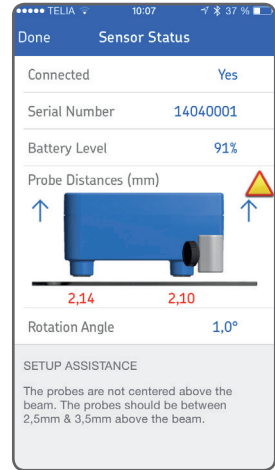 TELIA 10:07 37 %
Done Sensor Status
Connected Yes
Serial Number 14040001
Battery Level 91%
Probe Distances (mm)
2,14 2,10
Rotation Angle 1,0°
SETUP ASSISTANCE
The probes are not centered above the
beam. The probes should be between
2,5mm & 3,5mm above the beam.